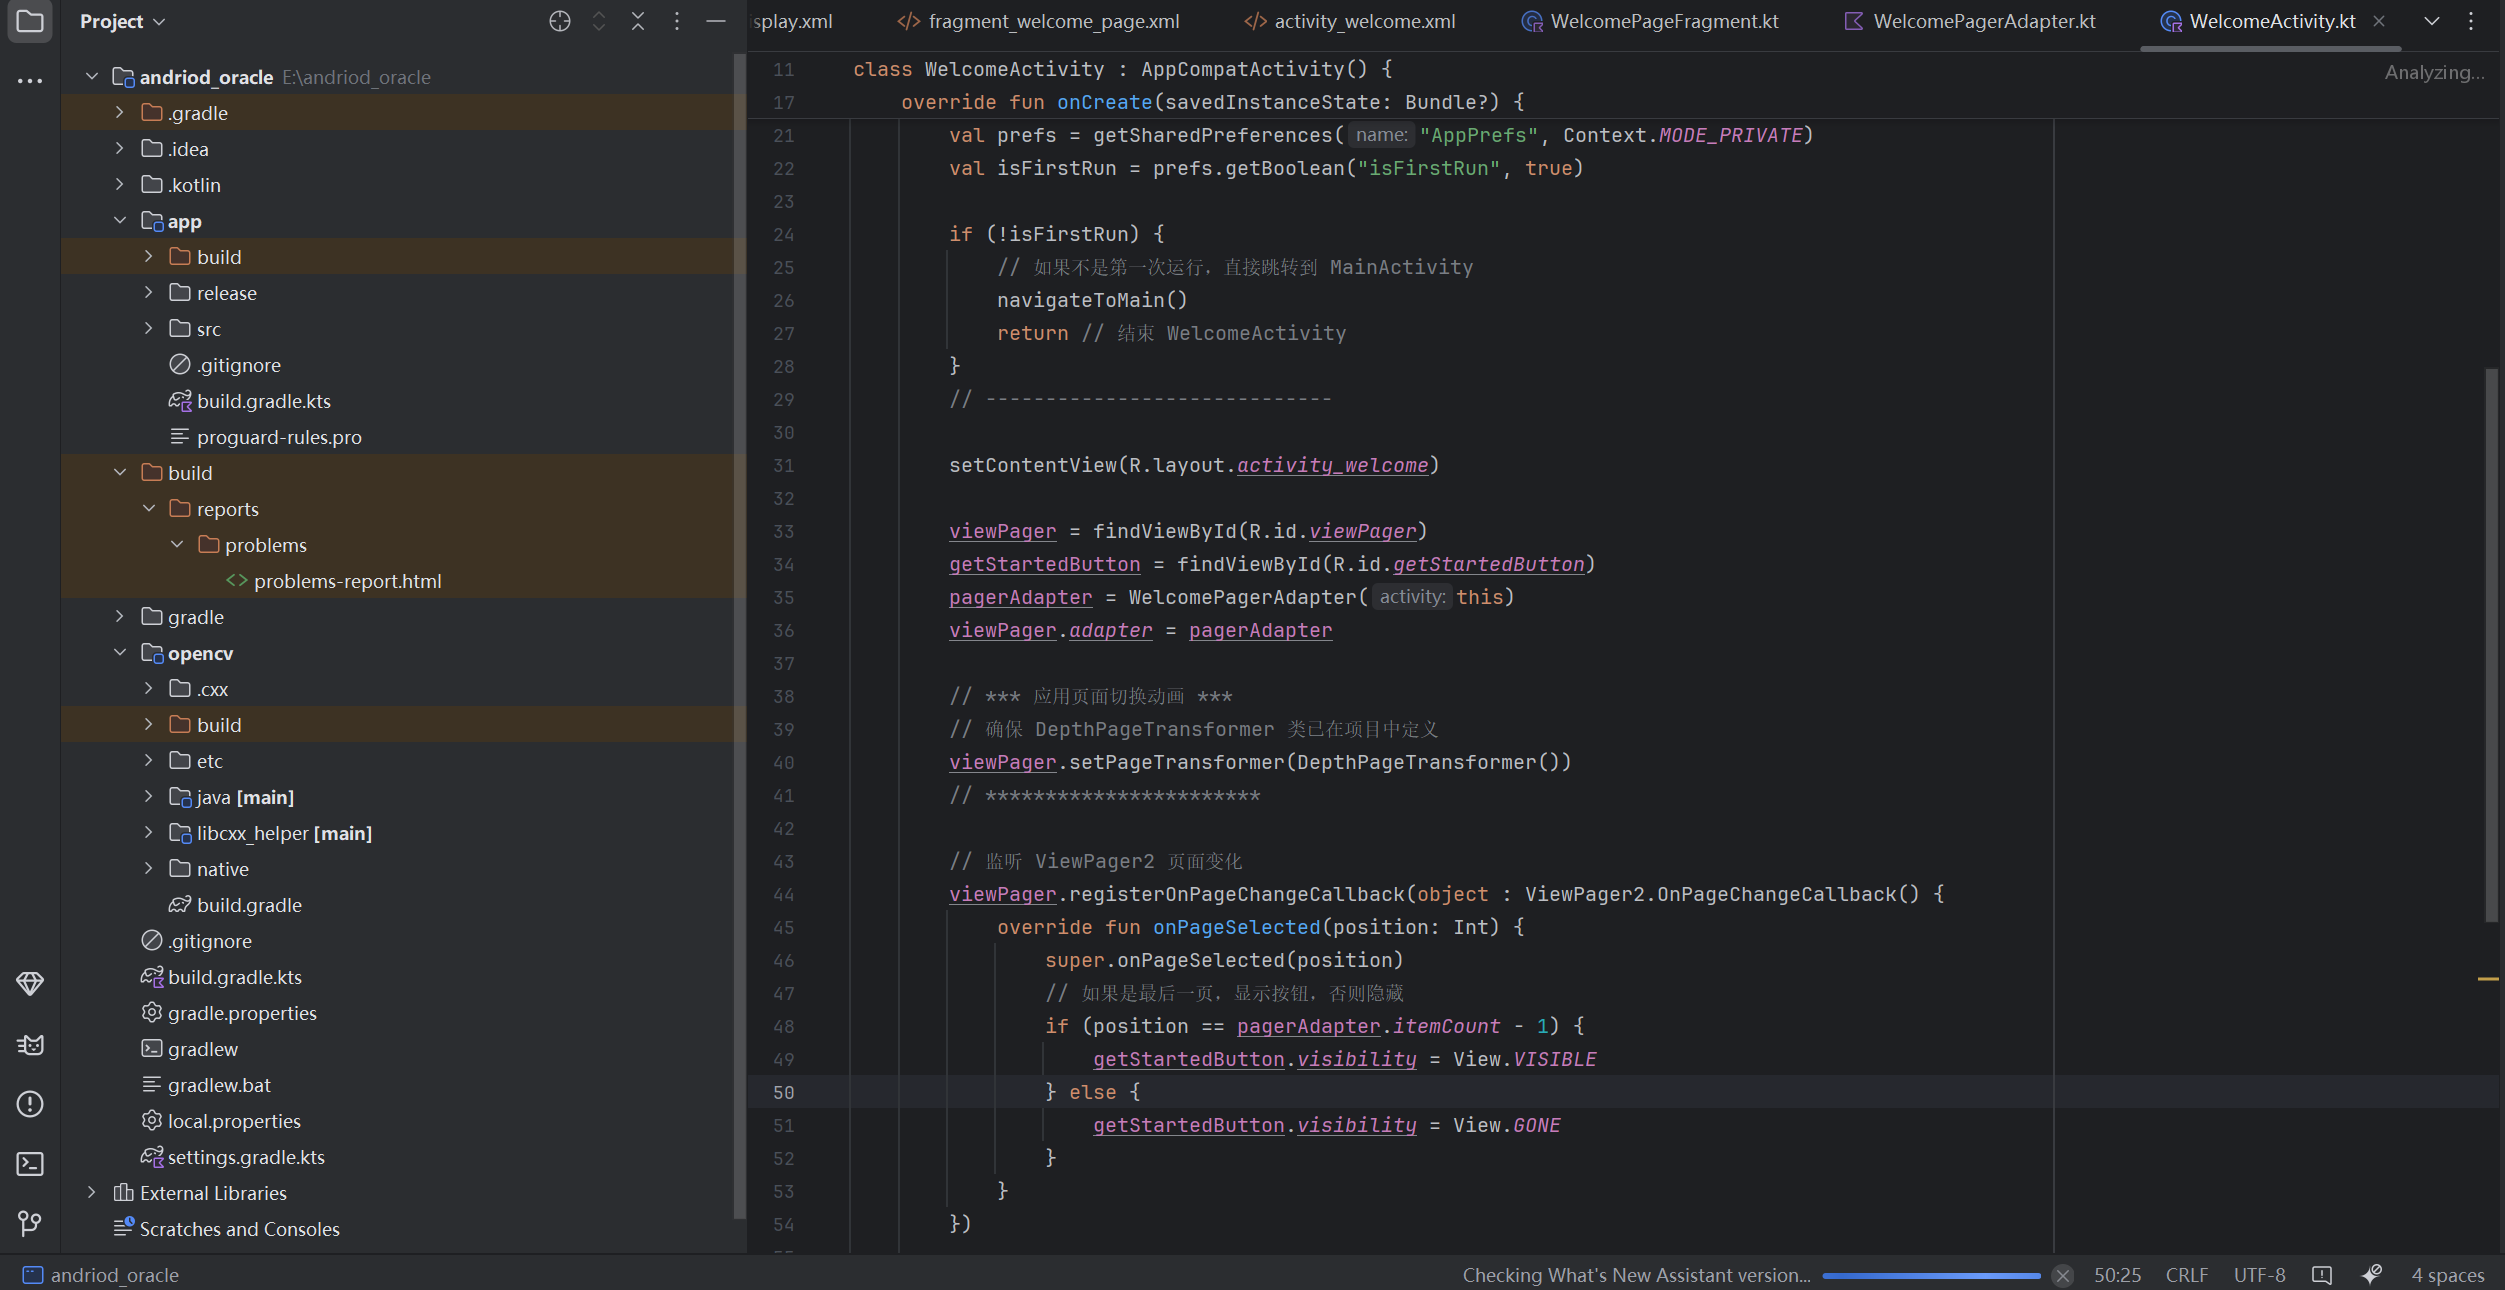 Project
splay.xml
fragment_welcome_page.xml
activity_welcome.xml
WelcomePageFragment.kt
WelcomePagerAdapter.kt
WelcomeActivity.kt
andriod_oracle E:\andriod_oracle
.gradle
.idea
.kotlin
app
build
release
src
.gitignore
build.gradle.kts
proguard-rules.pro
build
reports
problems
problems-report.html
gradle
opencv
.cxx
build
etc
java [main]
libcxx_helper [main]
native
build.gradle
.gitignore
build.gradle.kts
gradle.properties
gradlew
gradlew.bat
local.properties
settings.gradle.kts
External Libraries
Scratches and Consoles
Analyzing...
11 class WelcomeActivity : AppCompatActivity() {
17 override fun onCreate(savedInstanceState: Bundle?) {
21 val prefs = getSharedPreferences( name: "AppPrefs", Context.MODE_PRIVATE)
22 val isFirstRun = prefs.getBoolean("isFirstRun", true)
23
24 if (!isFirstRun) {
25 // 如果不是第一次运行，直接跳转到 MainActivity
26 navigateToMain()
27 return // 结束 WelcomeActivity
28 }
29 // -----------------------------
30
31 setContentView(R.layout.activity_welcome)
32
33 viewPager = findViewById(R.id.viewPager)
34 getStartedButton = findViewById(R.id.getStartedButton)
35 pagerAdapter = WelcomePagerAdapter( activity: this)
36 viewPager.adapter = pagerAdapter
37
38 // *** 应用页面切换动画 ***
39 // 确保 DepthPageTransformer 类已在项目中定义
40 viewPager.setPageTransformer(DepthPageTransformer())
41 // ***********************
42
43 // 监听 ViewPager2 页面变化
44 viewPager.registerOnPageChangeCallback(object : ViewPager2.OnPageChangeCallback() {
45 override fun onPageSelected(position: Int) {
46 super.onPageSelected(position)
47 // 如果是最后一页，显示按钮，否则隐藏
48 if (position == pagerAdapter.itemCount - 1) {
49 getStartedButton.visibility = View.VISIBLE
50 } else {
51 getStartedButton.visibility = View.GONE
52 }
53 }
54 })
andriod_oracle
Checking What's New Assistant version...
50:25
CRLF
UTF-8
4 spaces